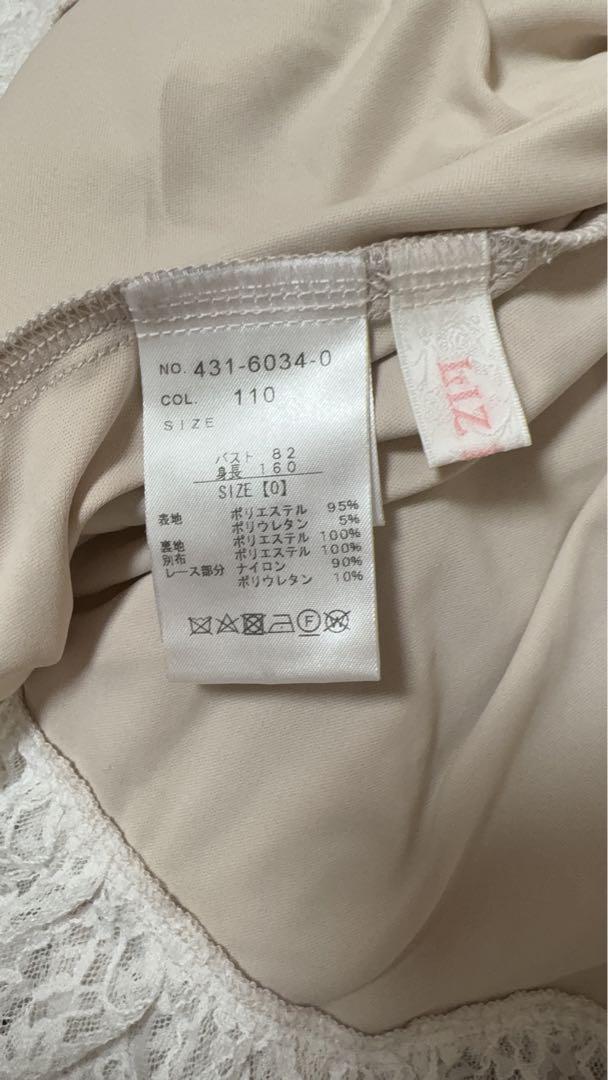 NO. 431-6034-0
COL. 110
SIZE
バスト 82
身長 160
SIZE【0】
表地 ポリエステル 95%
ポリウレタン 5%
裏地 ポリエステル 100%
別布 ポリエステル 100%
レース部分 ナイロン 90%
ポリウレタン 10%
F W